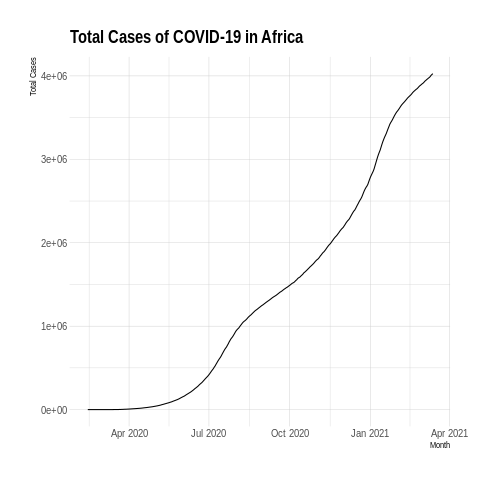 Total Cases of COVID-19 in Africa
Total Cases
4e+06
3e+06
2e+06
1e+06
0e+00
Apr 2020 Jul 2020 Oct 2020 Jan 2021 Apr 2021
Month